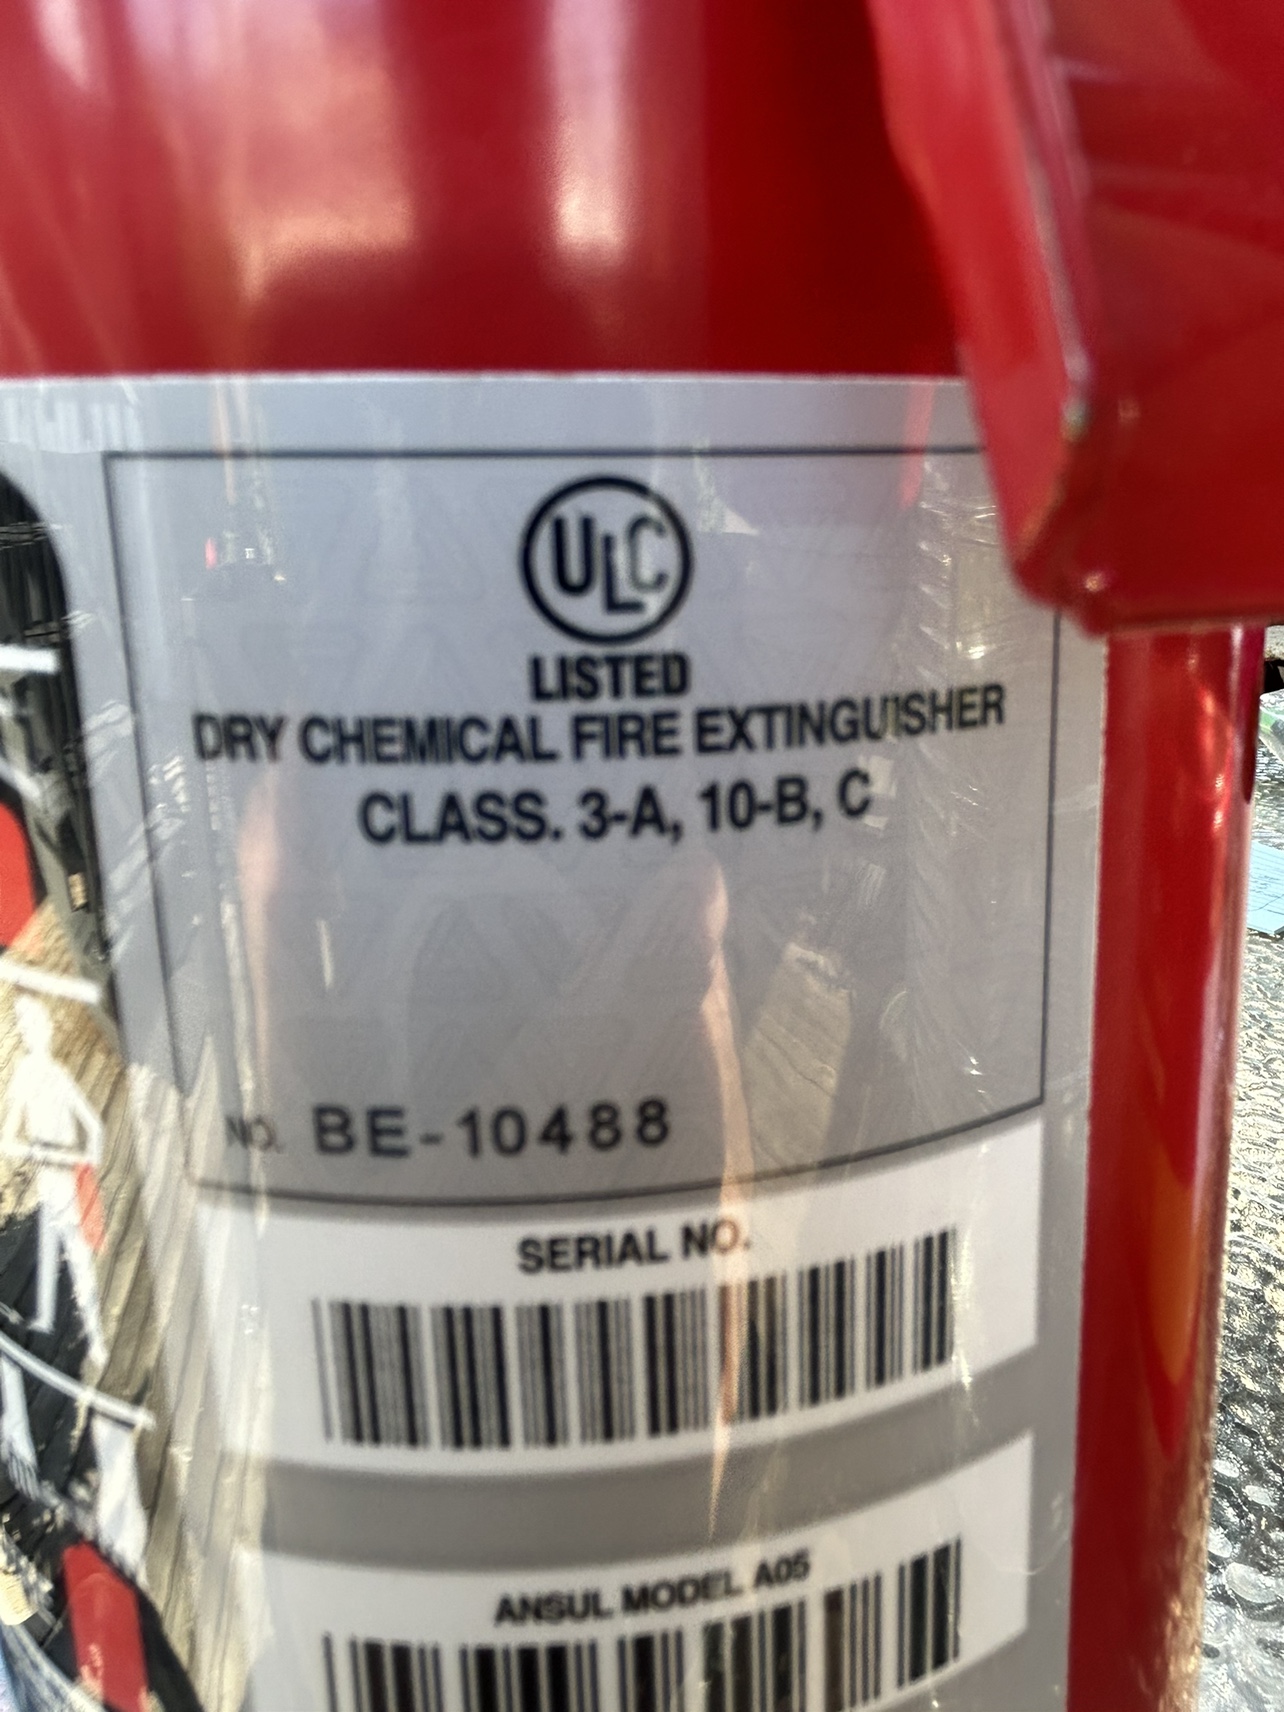 ULC
LISTED
DRY CHEMICAL FIRE EXTINGUISHER
CLASS. 3-A, 10-B, C
NO. BE-10488
SERIAL NO.
ANSUL MODEL A05